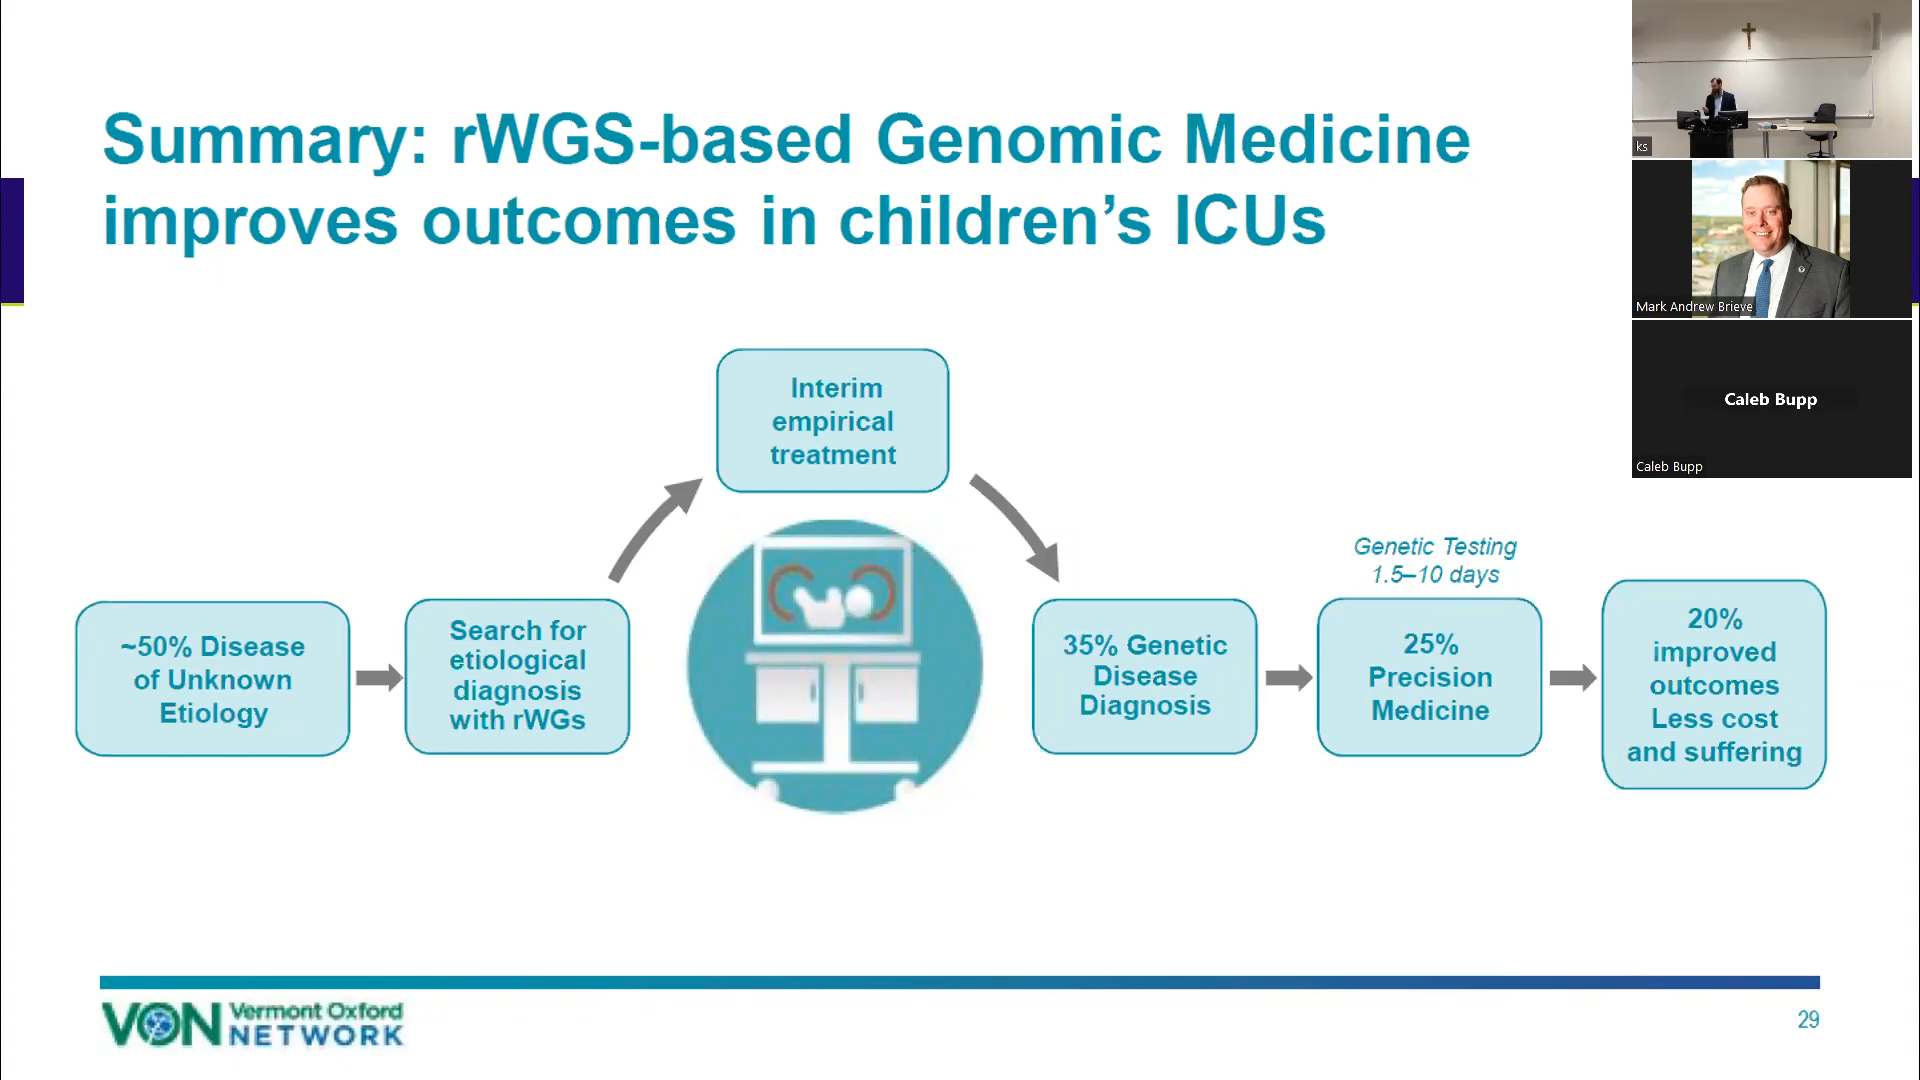 Summary: rWGS-based Genomic Medicine
improves outcomes in children’s ICUs
ks
Mark Andrew Brieve
Caleb Bupp
Caleb Bupp
Interim
empirical
treatment
~50% Disease
of Unknown
Etiology
Search for
etiological
diagnosis
with rWGs
35% Genetic
Disease
Diagnosis
Genetic Testing
1.5–10 days
25%
Precision
Medicine
20%
improved
outcomes
Less cost
and suffering
VON Vermont Oxford
NETWORK
29